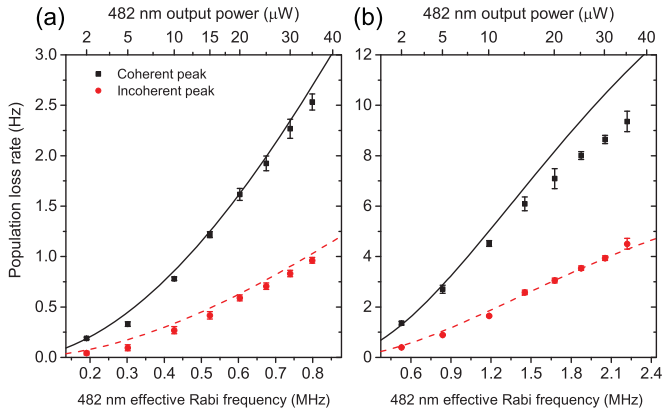 (a)
482 nm output power (μW)
2 5 10 15 20 25 30 35 40
3.0
2.5
2.0
1.5
1.0
0.5
0.0
Population loss rate (Hz)
Coherent peak
Incoherent peak
0.2 0.3 0.4 0.5 0.6 0.7 0.8
482 nm effective Rabi frequency (MHz)
(b)
482 nm output power (μW)
2 5 10 20 25 30 35 40
12
10
8
6
4
2
0
0.6 0.9 1.2 1.5 1.8 2.1 2.4
482 nm effective Rabi frequency (MHz)